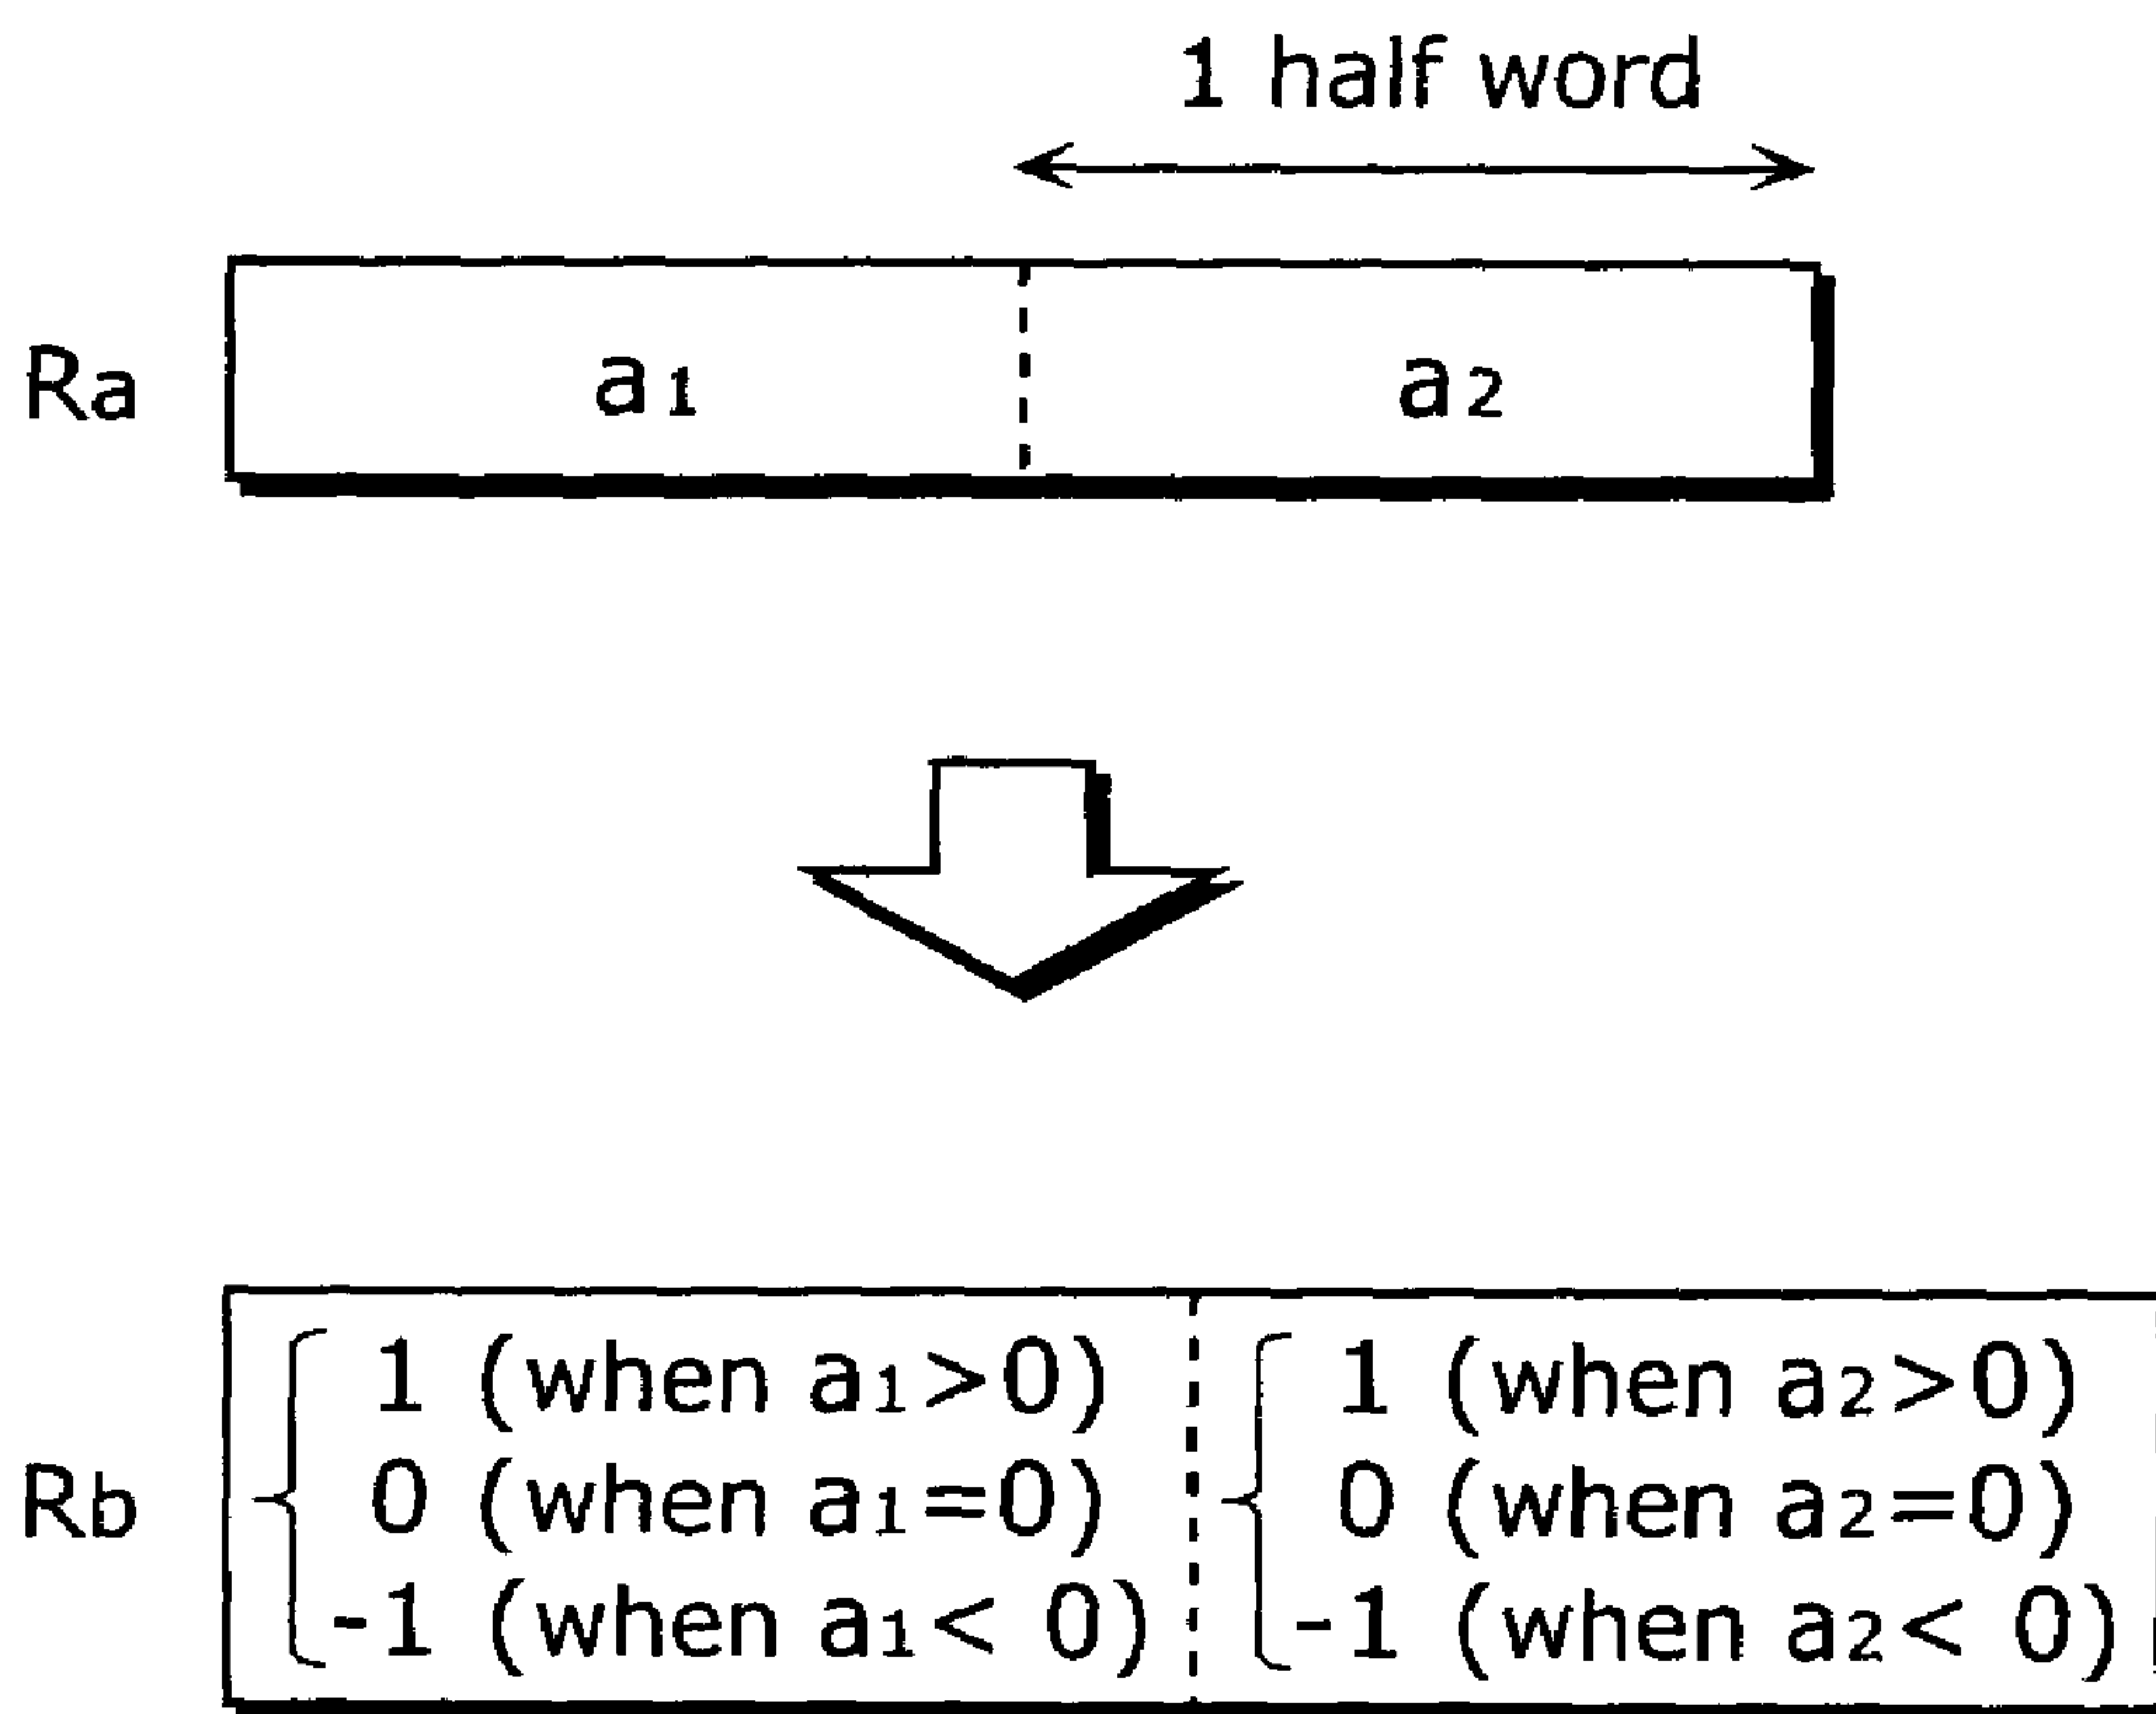 1 half word
Ra a1 a2
1 (when a1>0) 1 (when a2>0)
Rb 0 (when a1=0) 0 (when a2=0)
-1 (when a1< 0) -1 (when a2< 0)